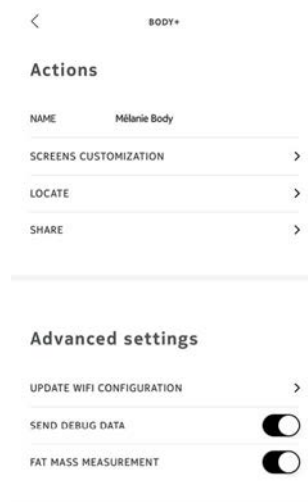 BODY+
Actions
NAME Mélanie Body
SCREENS CUSTOMIZATION
LOCATE
SHARE
Advanced settings
UPDATE WIFI CONFIGURATION
SEND DEBUG DATA
FAT MASS MEASUREMENT